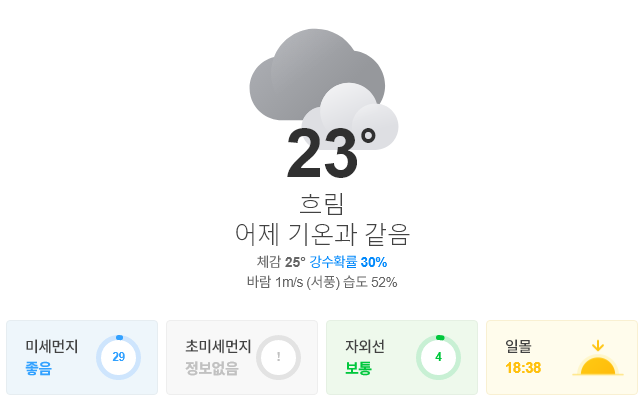 23°
흐림
어제 기온과 같음
체감 25° 강수확률 30%
바람 1m/s (서풍) 습도 52%
미세먼지
좋음
29
초미세먼지
정보없음
!
자외선
보통
4
일몰
18:38